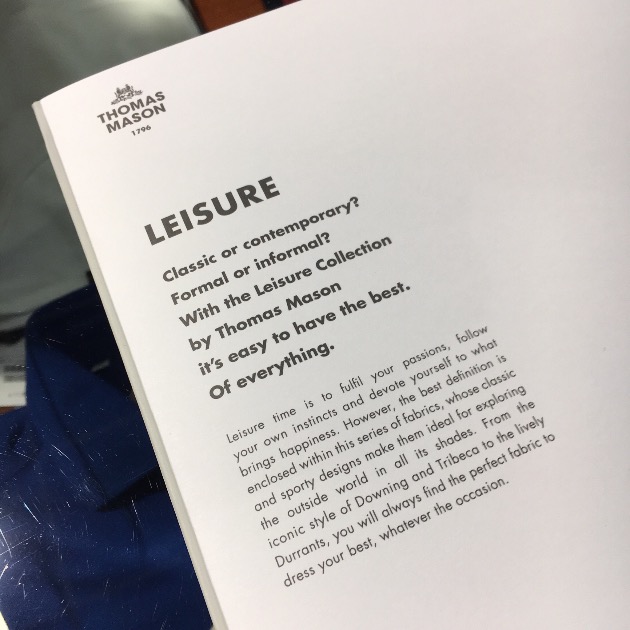 THOMAS
MASON
1796
LEISURE
Classic or contemporary?
Formal or informal?
With the Leisure Collection
by Thomas Mason
it's easy to have the best.
Of everything.
Leisure time is to fulfil your passions, follow
your own instincts and devote yourself to what
brings happiness. However, the best definition is
enclosed within this series of fabrics, whose classic
and sporty designs make them ideal for exploring
the outside world in all its shades. From the
iconic style of Downing and Tribeca to the lively
Durrants, you will always find the perfect fabric to
dress your best, whatever the occasion.